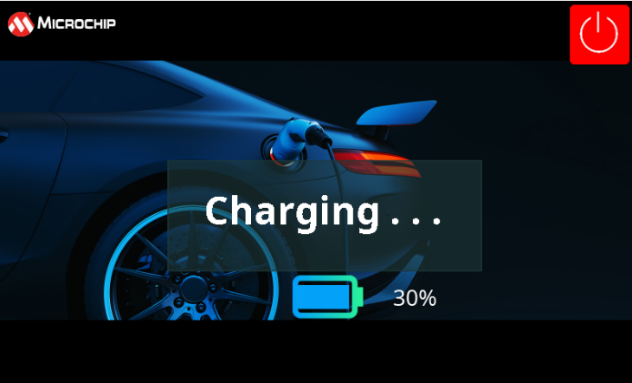 MICROCHIP
Charging . . .
30%